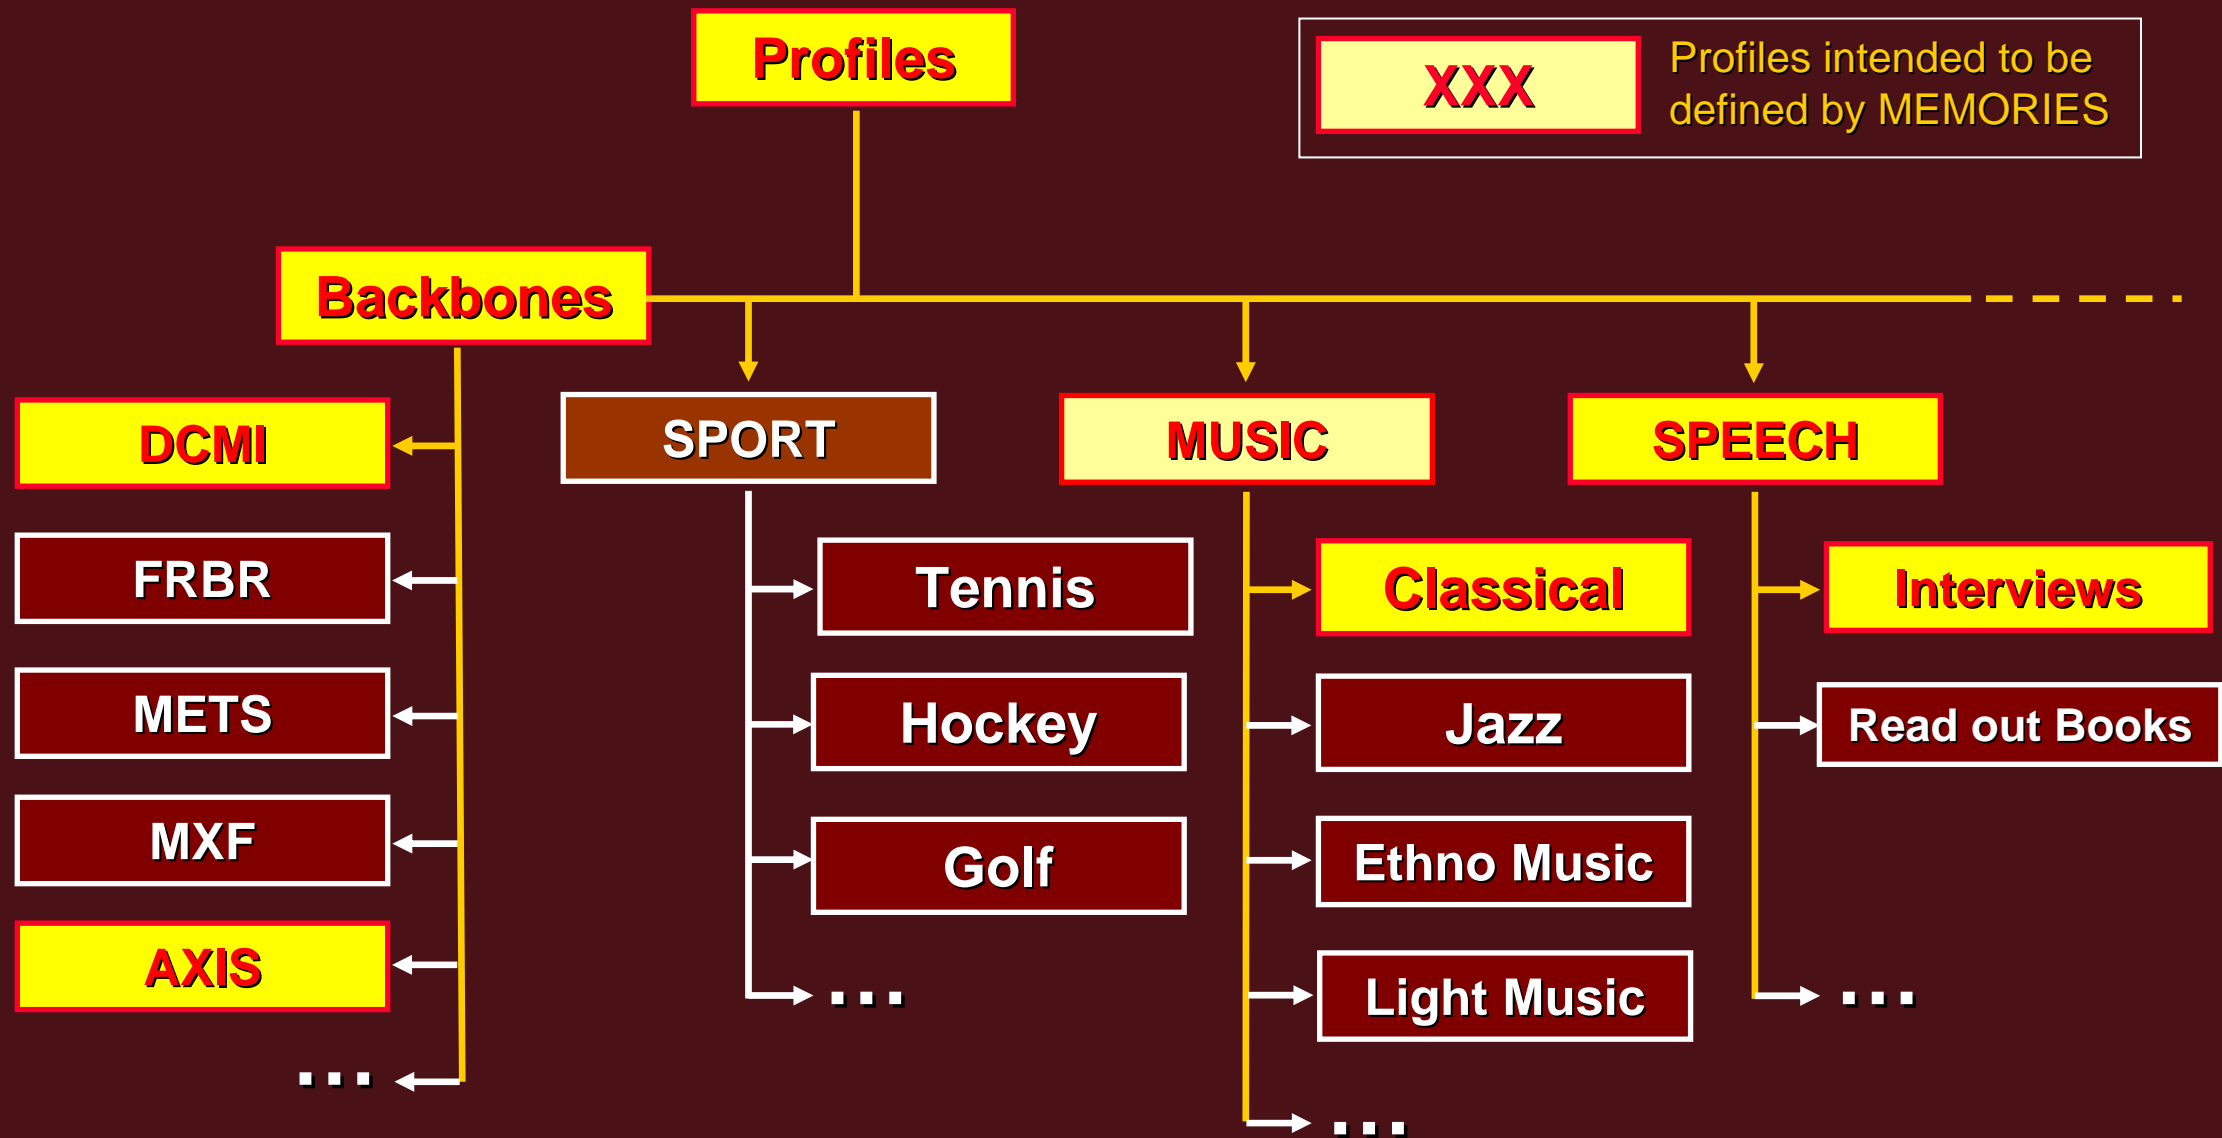 Profiles
XXX
Profiles intended to be
defined by MEMORIES
Backbones
DCMI
FRBR
METS
MXF
AXIS
...
SPORT
Tennis
Hockey
Golf
...
MUSIC
Classical
Jazz
Ethno Music
Light Music
...
SPEECH
Interviews
Read out Books
...